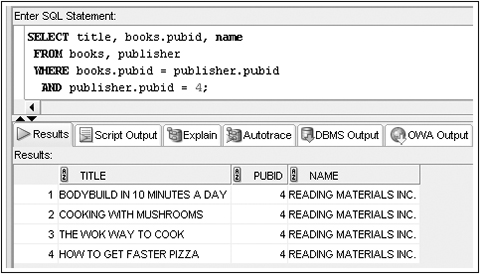 Enter SQL Statement:
SELECT title, books.pubid, name
FROM books, publisher
WHERE books.pubid = publisher.pubid
AND publisher.pubid = 4;
Results Script Output Explain Autotrace DBMS Output OWA Output
Results:
TITLE PUBID NAME
1 BODYBUILD IN 10 MINUTES A DAY 4 READING MATERIALS INC.
2 COOKING WITH MUSHROOMS 4 READING MATERIALS INC.
3 THE WOK WAY TO COOK 4 READING MATERIALS INC.
4 HOW TO GET FASTER PIZZA 4 READING MATERIALS INC.